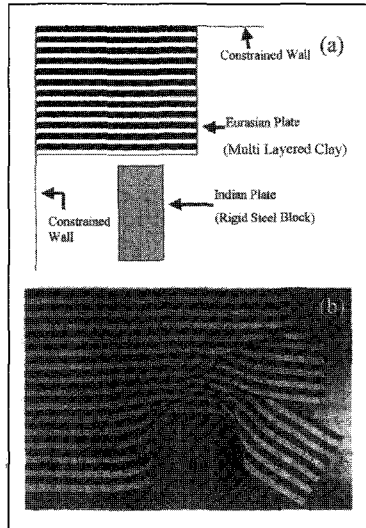 (a)
Constrained Wall
Eurasian Plate
(Multi Layered Clay)
Indian Plate
(Rigid Steel Block)
Constrained
Wall
(b)